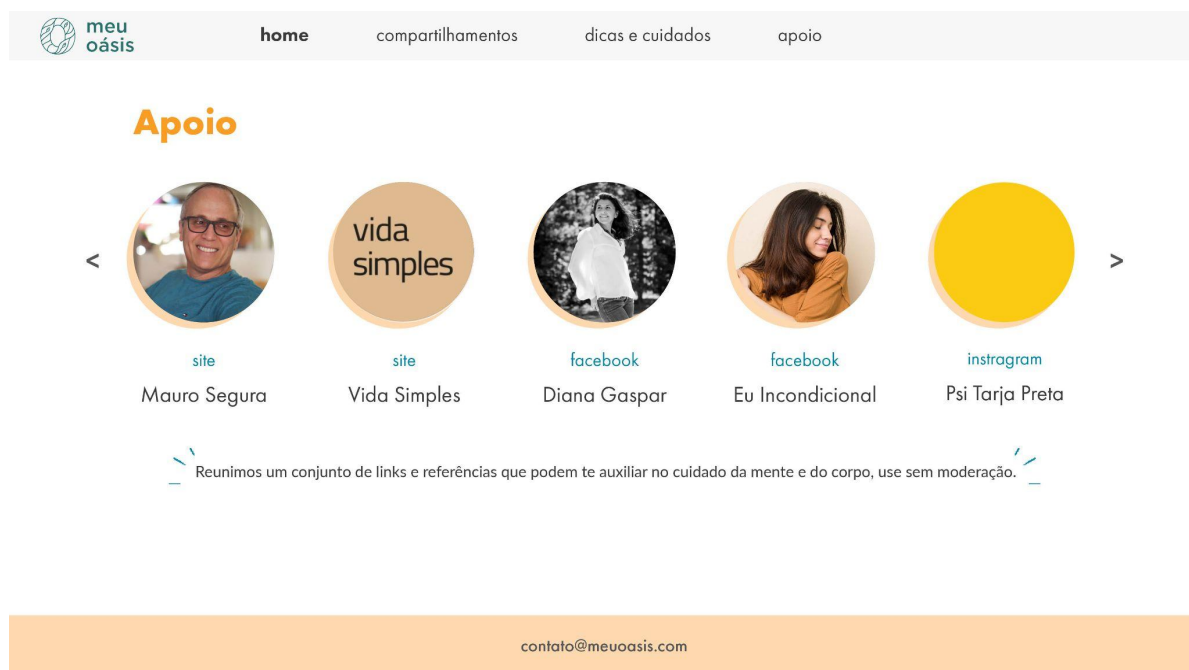 meu
oásis
home compartilhamentos dicas e cuidados apoio
Apoio
vida
simples
< >
site site facebook facebook instragram
Mauro Segura Vida Simples Diana Gaspar Eu Incondicional Psi Tarja Preta
Reunimos um conjunto de links e referências que podem te auxiliar no cuidado da mente e do corpo, use sem moderação.
contato@meuoasis.com